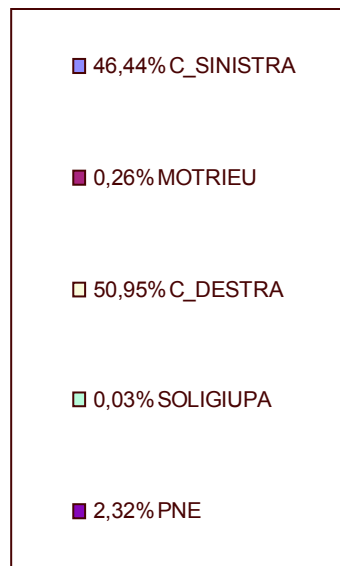 46,44% C_SINISTRA
0,26% MOTRIEU
50,95% C_DESTRA
0,03% SOLIGIUPA
2,32% PNE